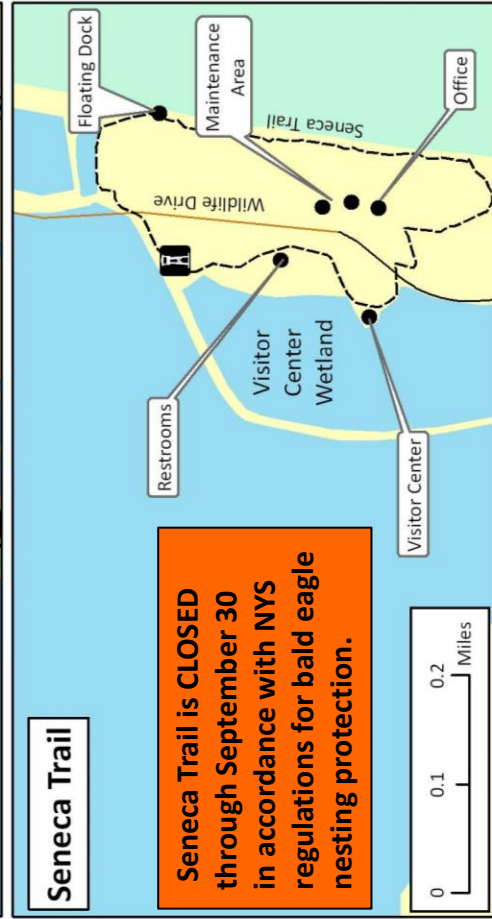 Seneca Trail
Seneca Trail is CLOSED
through September 30
in accordance with NYS
regulations for bald eagle
nesting protection.
0
0.1
0.2
Miles
Restrooms
Visitor
Center
Wetland
Visitor Center
Floating Dock
Wildlife Drive
Maintenance
Area
Seneca Trail
Office